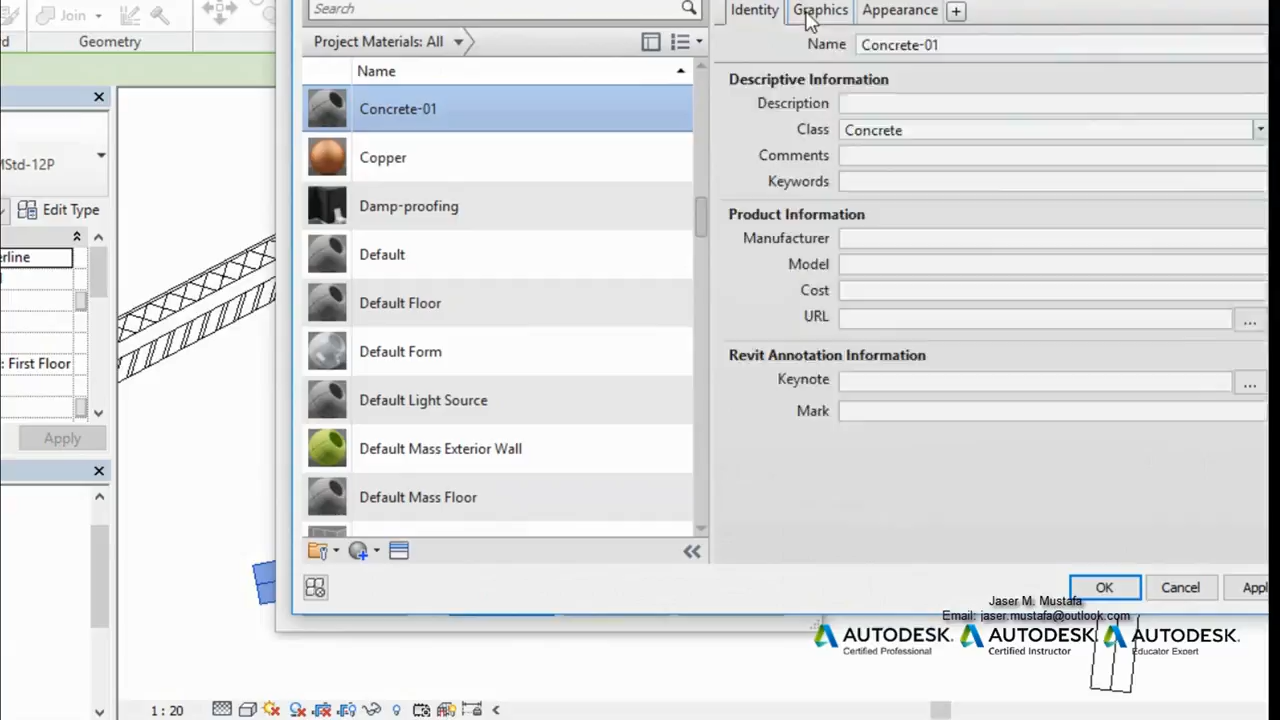 Search
Identity
Graphics
Appearance
Join
Geometry
Project Materials: All
Name
Concrete-01
Name
Concrete-01
Copper
Damp-proofing
Default
Default Floor
Default Form
Default Light Source
Default Mass Exterior Wall
Default Mass Floor
Descriptive Information
Description
Class
Concrete
Comments
Keywords
Product Information
Manufacturer
Model
Cost
URL
...
Revit Annotation Information
Keynote
...
Mark
MStd-12P
Edit Type
erline
: First Floor
Apply
OK
Cancel
Appl
Jaser M. Mustafa
Email: jaser.mustafa@outlook.com
AUTODESK.
Certified Professional
AUTODESK.
Certified Instructor
AUTODESK.
Educator Expert
1 : 20